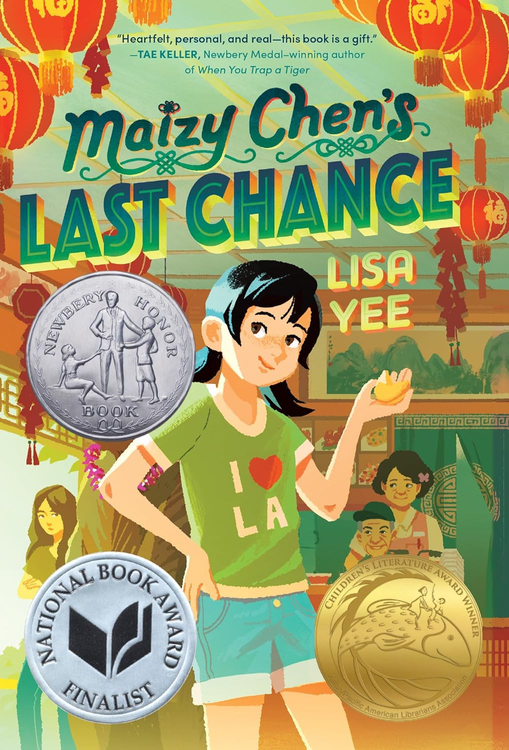 “Heartfelt, personal, and real—this book is a gift.”
—TAE KELLER, Newbery Medal–winning author
of When You Trap a Tiger
Maizy Chen's
LAST CHANCE
LISA
YEE
NEWBERY HONOR
BOOK
I ♥
LA
NATIONAL BOOK AWARD
FINALIST
CHILDREN'S LITERATURE AWARD WINNER
Pacific American Librarians Association
福